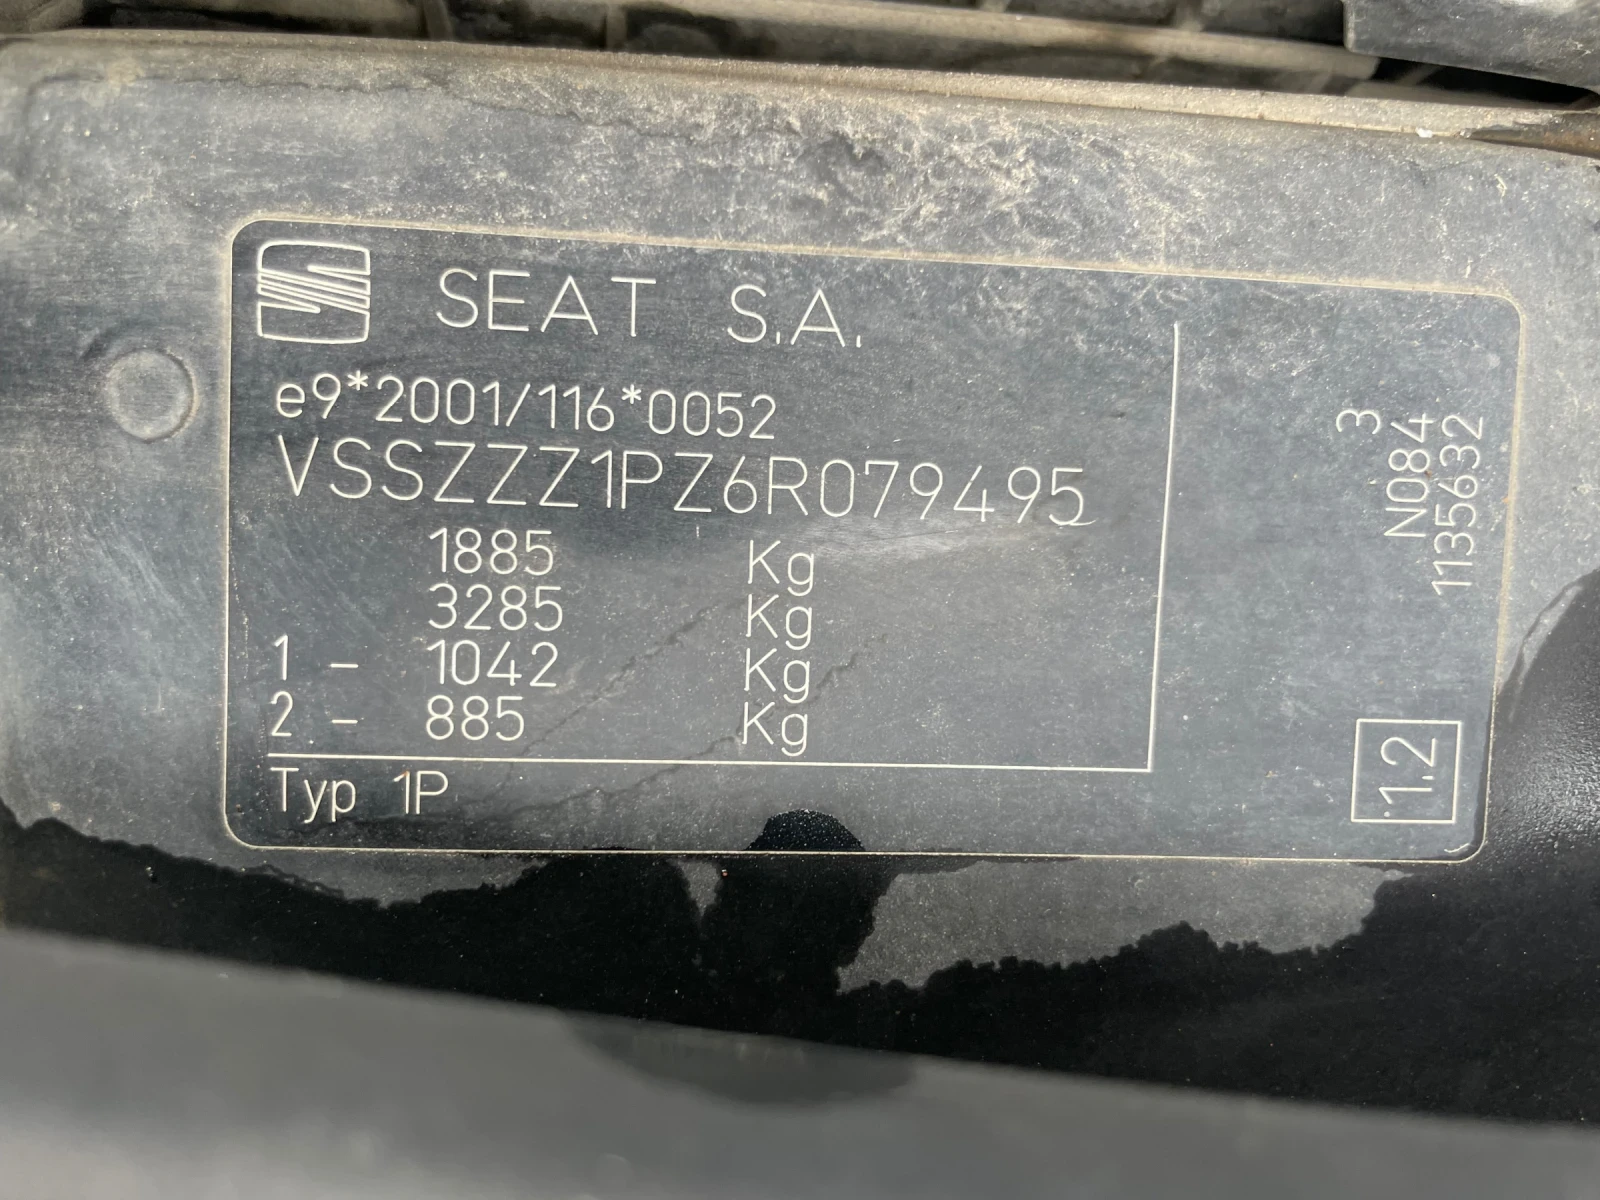 SEAT S.A.
e9*2001/116*0052
VSSZZZ1PZ6R079495
1885 Kg
3285 Kg
1 - 1042 Kg
2 - 885 Kg
Typ 1P
3
N084
1135632
1.2